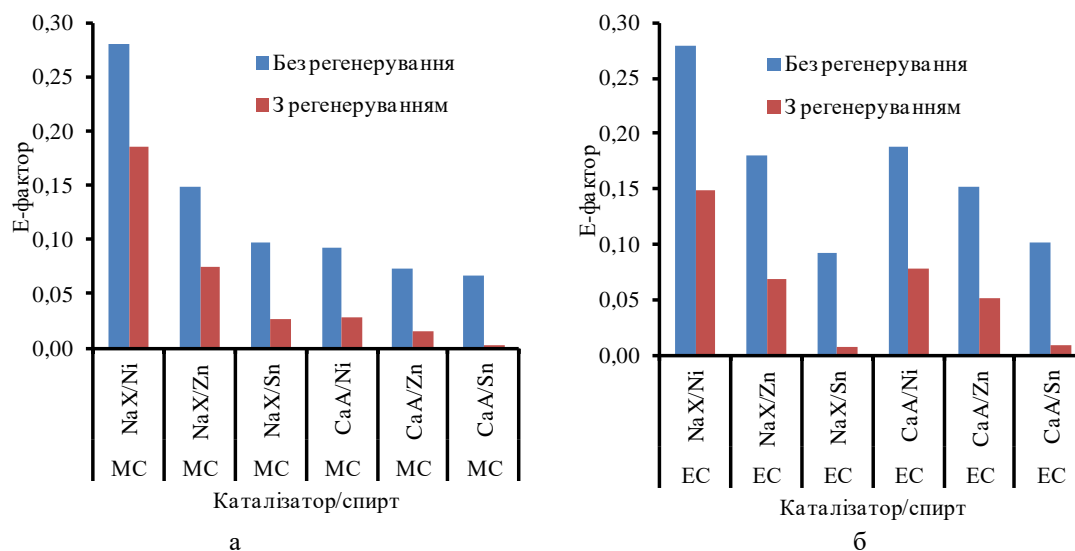 0,30
0,25
0,20
0,15
0,10
0,05
0,00
Е-фактор
Без регенерування
З регенеруванням
NaX/Ni
NaX/Zn
NaX/Sn
CaA/Ni
CaA/Zn
CaA/Sn
МС МС МС МС МС МС
Каталізатор/спирт
а
0,30
0,25
0,20
0,15
0,10
0,05
0,00
Е-фактор
Без регенерування
З регенеруванням
NaX/Ni
NaX/Zn
NaX/Sn
CaA/Ni
CaA/Zn
CaA/Sn
ЕС ЕС ЕС ЕС ЕС ЕС
Каталізатор/спирт
б